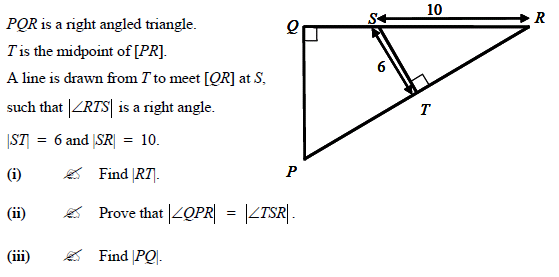 PQR is a right angled triangle.
T is the midpoint of [PR].
A line is drawn from T to meet [QR] at S,
such that |∠RTS| is a right angle.
|ST| = 6 and |SR| = 10.
(i) Find |RT|.
(ii) Prove that |∠QPR| = |∠TSR|.
(iii) Find |PQ|.
Q
S
10
R
6
T
P